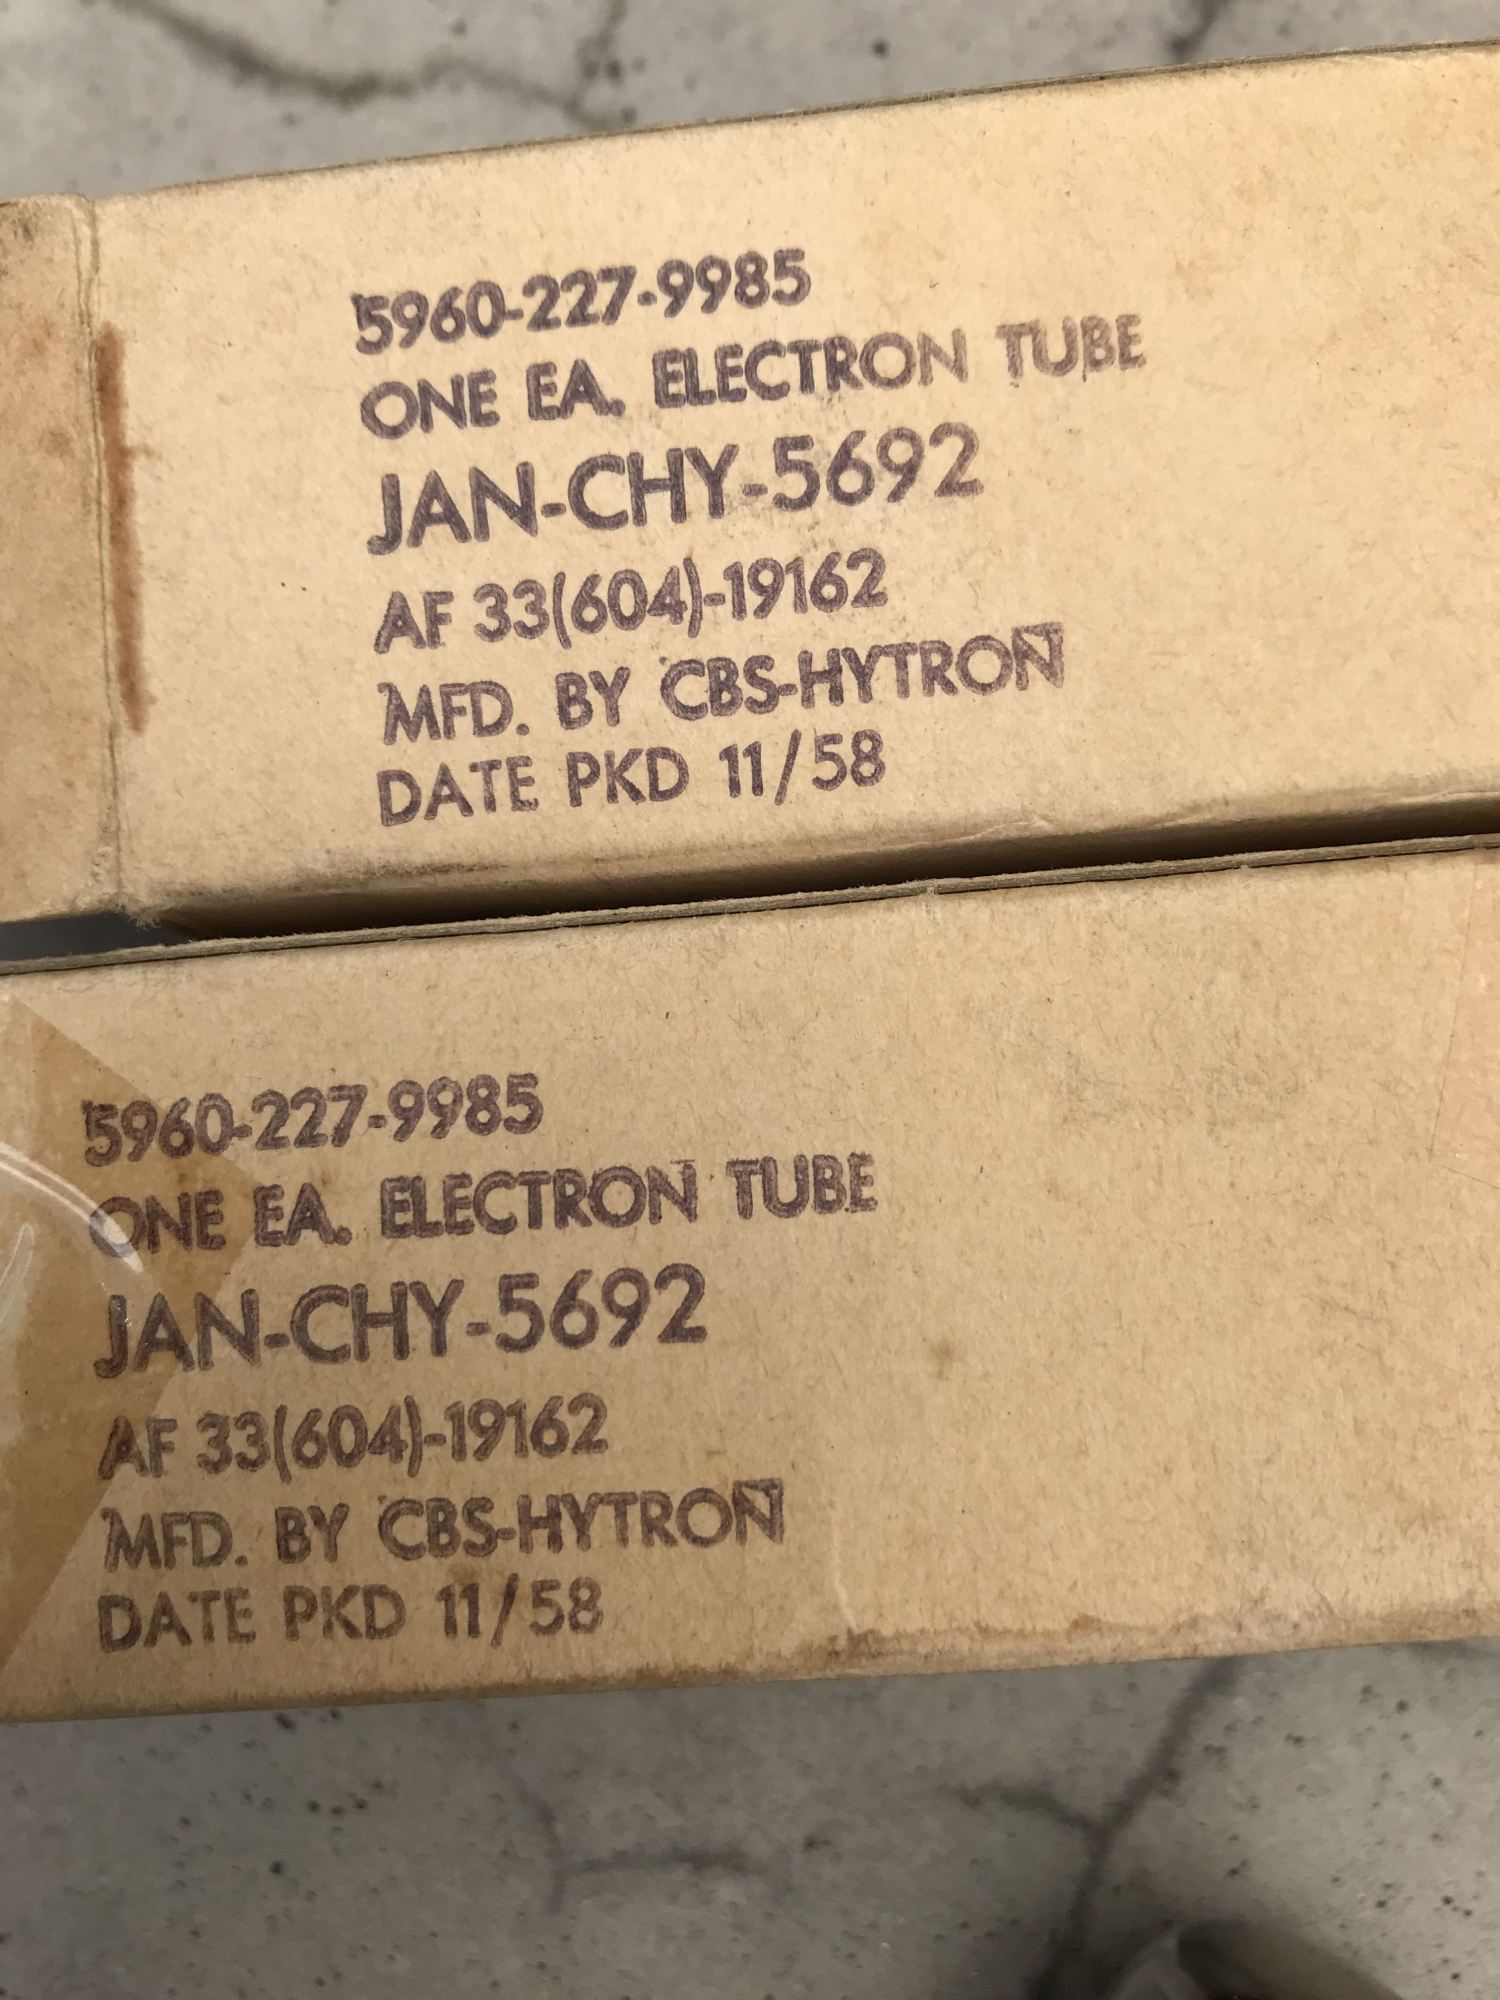 5960-227-9985
ONE EA. ELECTRON TUBE
JAN-CHY-5692
AF 33(604)-19162
MFD. BY CBS-HYTRON
DATE PKD 11/58
5960-227-9985
ONE EA. ELECTRON TUBE
JAN-CHY-5692
AF 33(604)-19162
MFD. BY CBS-HYTRON
DATE PKD 11/58